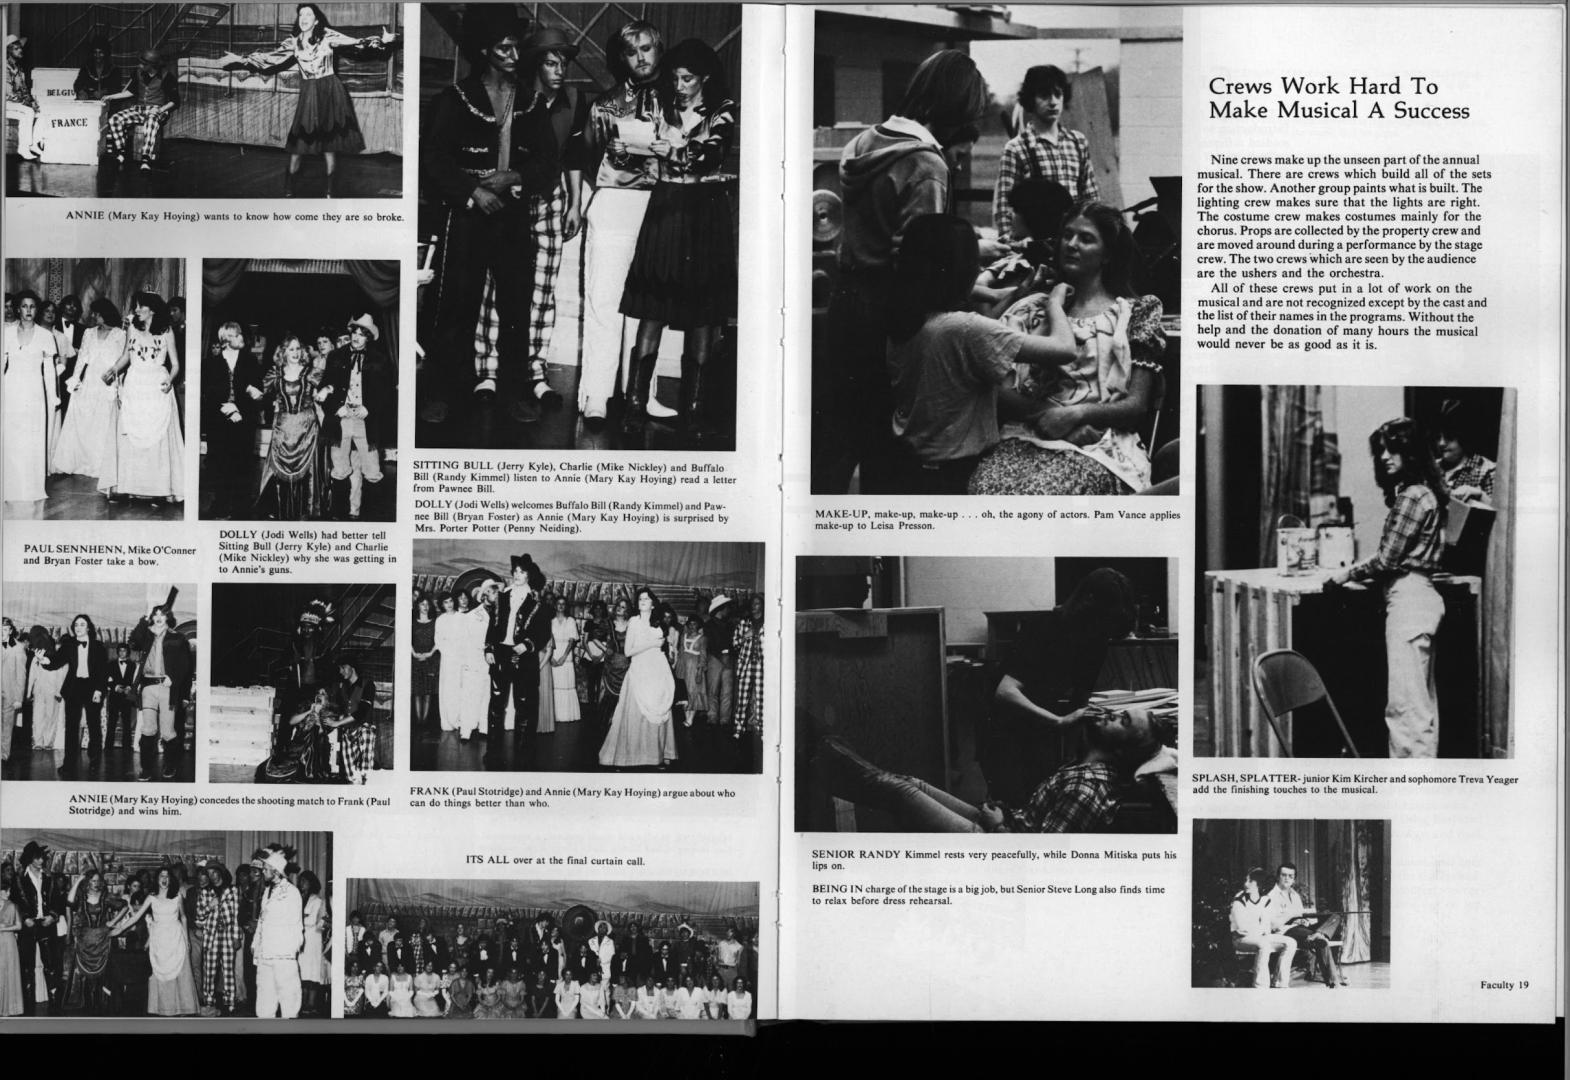 BELGIU
FRANCE
ANNIE (Mary Kay Hoying) wants to know how come they are so broke.
SITTING BULL (Jerry Kyle), Charlie (Mike Nickley) and Buffalo
Bill (Randy Kimmel) listen to Annie (Mary Kay Hoying) read a letter
from Pawnee Bill.
DOLLY (Jodi Wells) welcomes Buffalo Bill (Randy Kimmel) and Paw-
nee Bill (Bryan Foster) as Annie (Mary Kay Hoying) is surprised by
Mrs. Porter Potter (Penny Neiding).
PAUL SENNHENN, Mike O'Conner
and Bryan Foster take a bow.
DOLLY (Jodi Wells) had better tell
Sitting Bull (Jerry Kyle) and Charlie
(Mike Nickley) why she was getting in
to Annie's guns.
ANNIE (Mary Kay Hoying) concedes the shooting match to Frank (Paul
Stotridge) and wins him.
FRANK (Paul Stotridge) and Annie (Mary Kay Hoying) argue about who
can do things better than who.
ITS ALL over at the final curtain call.
MAKE-UP, make-up, make-up . . . oh, the agony of actors. Pam Vance applies
make-up to Leisa Presson.
SENIOR RANDY Kimmel rests very peacefully, while Donna Mitiska puts his
lips on.
BEING IN charge of the stage is a big job, but Senior Steve Long also finds time
to relax before dress rehearsal.
Crews Work Hard To
Make Musical A Success
Nine crews make up the unseen part of the annual
musical. There are crews which build all of the sets
for the show. Another group paints what is built. The
lighting crew makes sure that the lights are right.
The costume crew makes costumes mainly for the
chorus. Props are collected by the property crew and
are moved around during a performance by the stage
crew. The two crews which are seen by the audience
are the ushers and the orchestra.
All of these crews put in a lot of work on the
musical and are not recognized except by the cast and
the list of their names in the programs. Without the
help and the donation of many hours the musical
would never be as good as it is.
SPLASH, SPLATTER- junior Kim Kircher and sophomore Treva Yeager
add the finishing touches to the musical.
Faculty 19